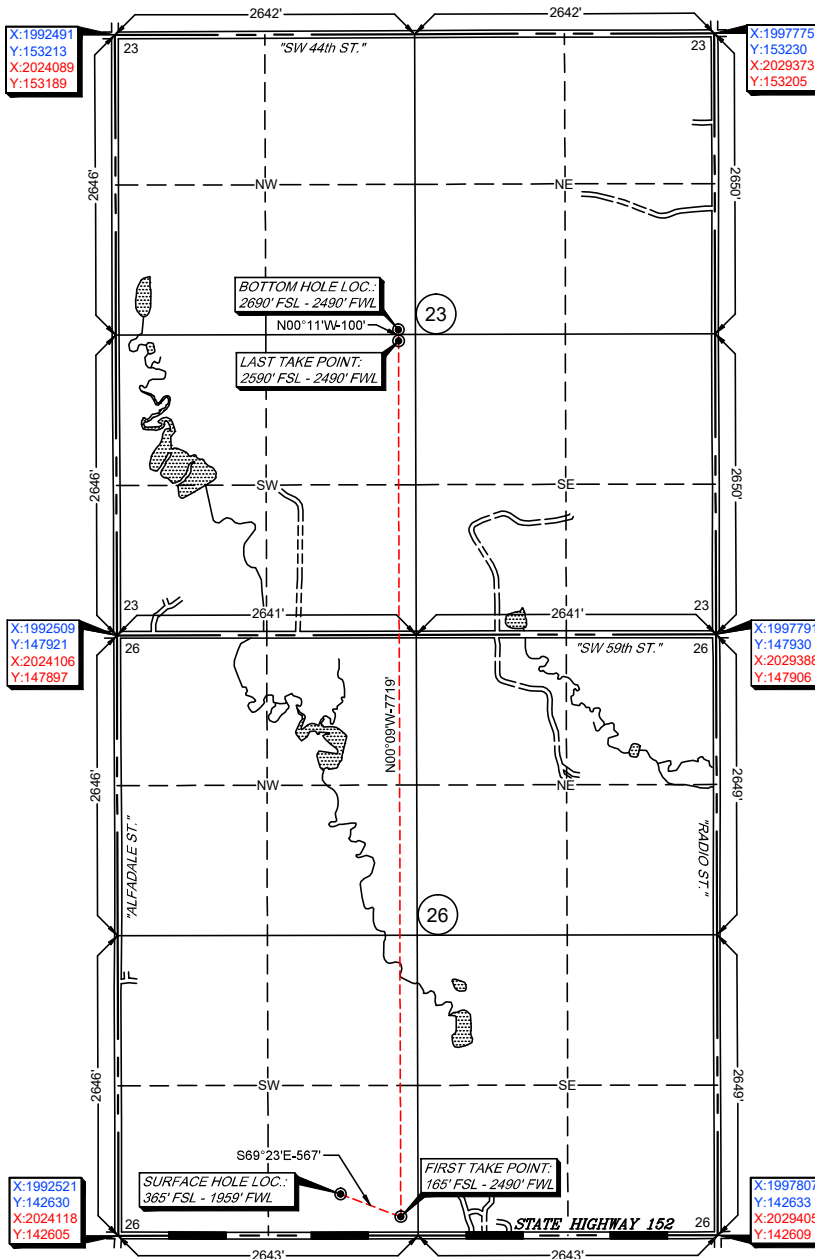 2642'
2642'
X:1992491
Y:153213
X:2024089
Y:153189
X:1997775
Y:153230
X:2029373
Y:153205
23
"SW 44th ST."
23
2646'
2650'
NW
NE
BOTTOM HOLE LOC.:
2690' FSL - 2490' FWL
23
N00°11'W-100'
LAST TAKE POINT:
2590' FSL - 2490' FWL
2646'
2650'
SW
SE
23
2641'
2641'
23
X:1992509
Y:147921
X:2024106
Y:147897
X:1997791
Y:147930
X:2029388
Y:147906
26
"SW 59th ST."
26
N00°09'W-7719'
2646'
2649'
NW
NE
"ALFADALE ST."
"RADIO ST."
26
2646'
2649'
SW
SE
S69°23'E-567'
SURFACE HOLE LOC.:
365' FSL - 1959' FWL
FIRST TAKE POINT:
165' FSL - 2490' FWL
X:1992521
Y:142630
X:2024118
Y:142605
X:1997807
Y:142633
X:2029405
Y:142609
26
STATE HIGHWAY 152
26
2643'
2643'